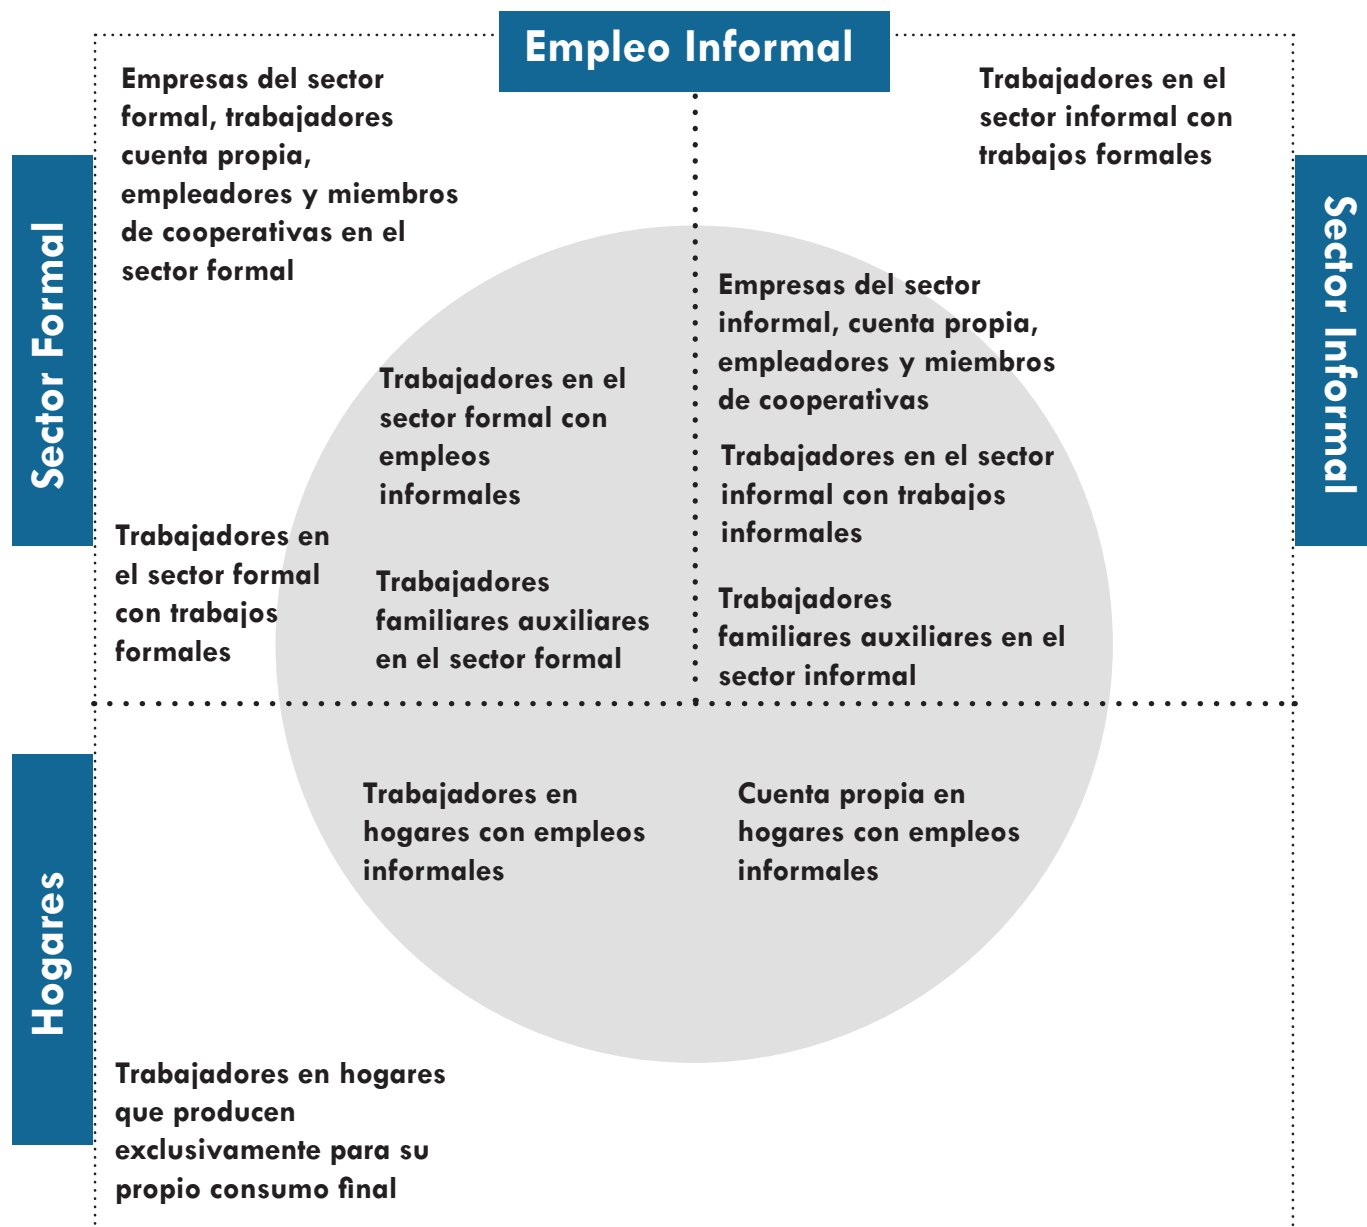 Empleo Informal
Empresas del sector
formal, trabajadores
cuenta propia,
empleadores y miembros
de cooperativas en el
sector formal
Trabajadores en el
sector informal con
trabajos formales
Sector Formal
Sector Informal
Empresas del sector
informal, cuenta propia,
empleadores y miembros
de cooperativas
Trabajadores en el
sector formal con
empleos
informales
Trabajadores en el sector
informal con trabajos
informales
Trabajadores en
el sector formal
con trabajos
formales
Trabajadores
familiares auxiliares
en el sector formal
Trabajadores
familiares auxiliares en el
sector informal
Hogares
Trabajadores en
hogares con empleos
informales
Cuenta propia en
hogares con empleos
informales
Trabajadores en hogares
que producen
exclusivamente para su
propio consumo final